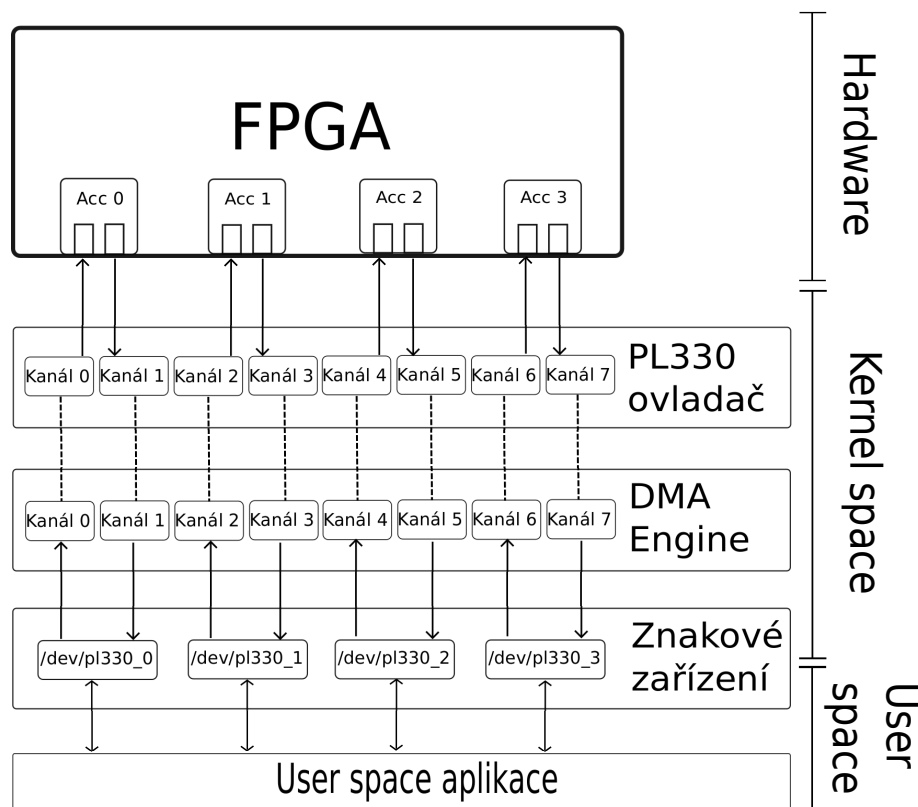 FPGA
Acc 0
Acc 1
Acc 2
Acc 3
Hardware
Kanál 0
Kanál 1
Kanál 2
Kanál 3
Kanál 4
Kanál 5
Kanál 6
Kanál 7
PL330
ovladač
Kernel space
Kanál 0
Kanál 1
Kanál 2
Kanál 3
Kanál 4
Kanál 5
Kanál 6
Kanál 7
DMA
Engine
/dev/pl330_0
/dev/pl330_1
/dev/pl330_2
/dev/pl330_3
Znakové
zařízení
User
space
User space aplikace